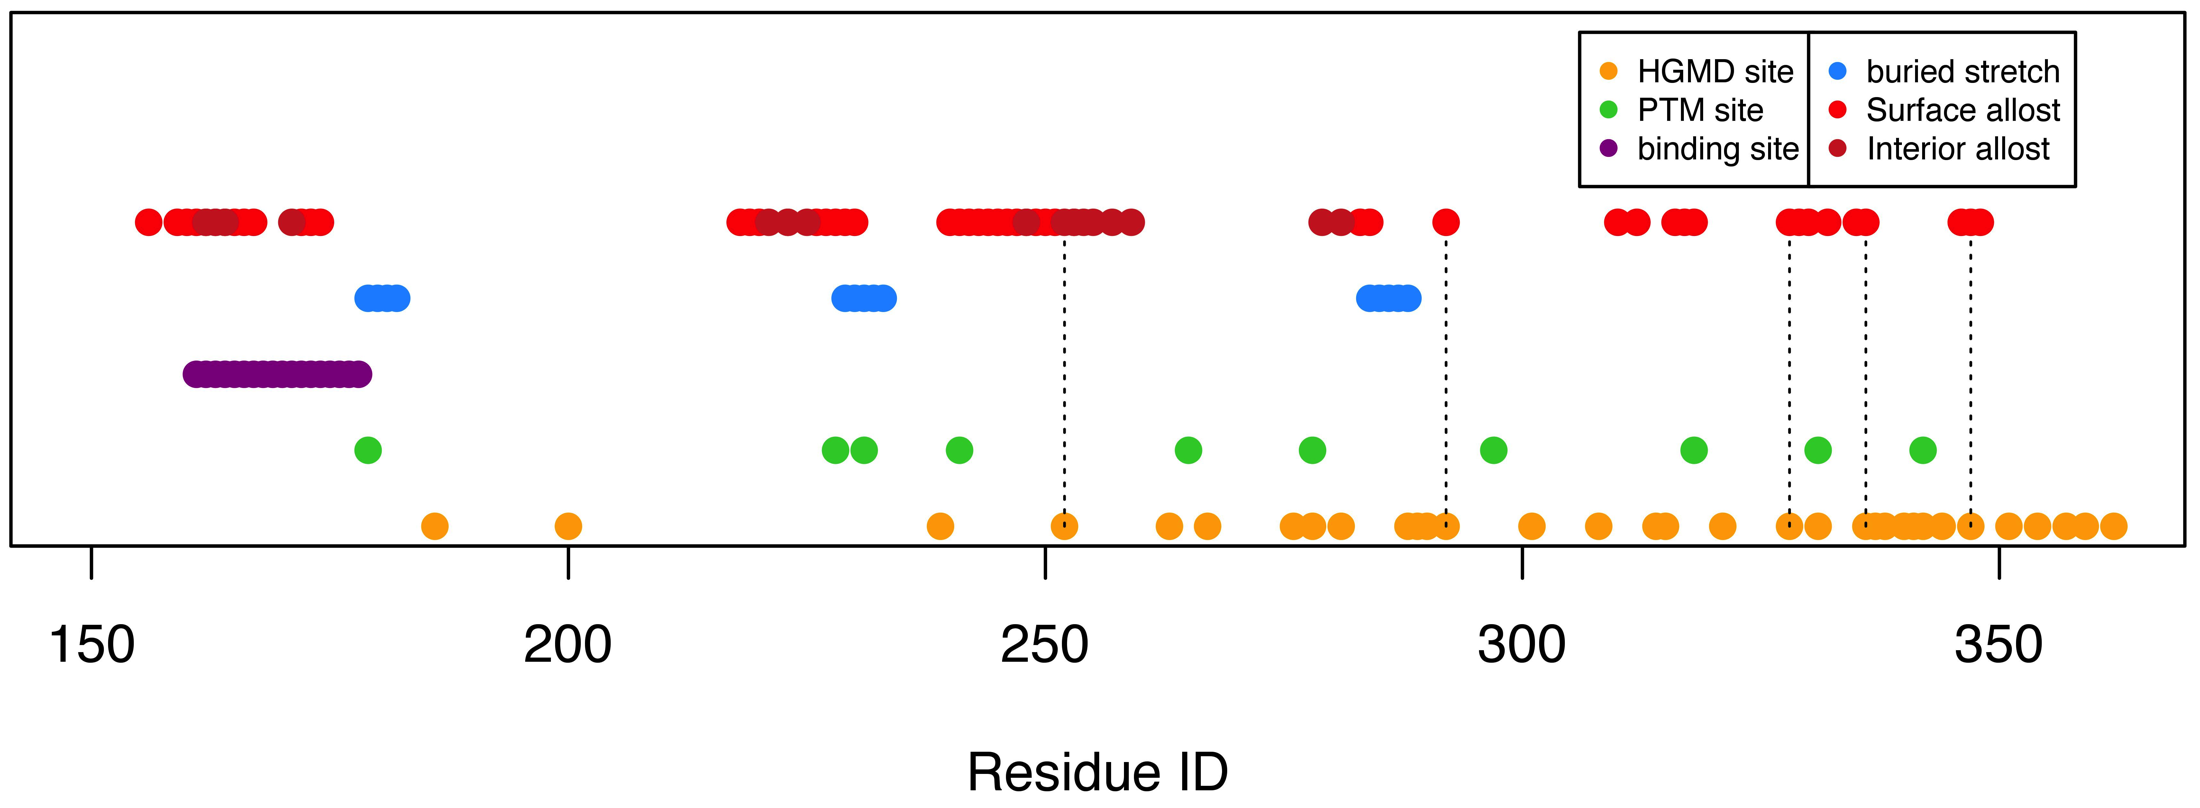 HGMD site
PTM site
binding site
buried stretch
Surface allost
Interior allost
150 200 250 300 350
Residue ID